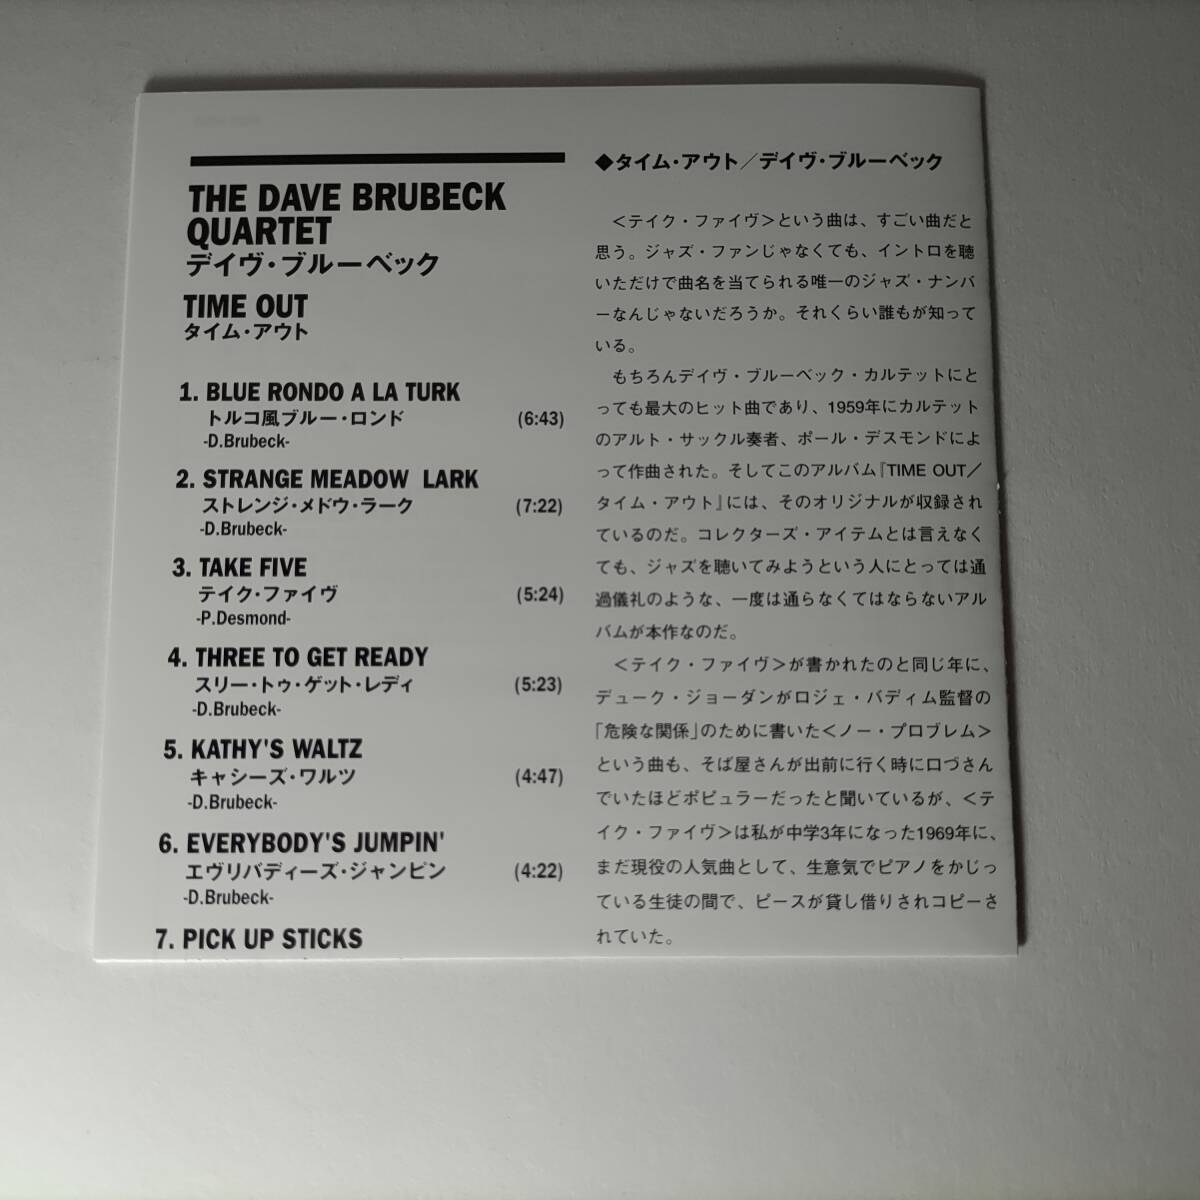 THE DAVE BRUBECK
QUARTET
デイヴ・ブルーベック
TIME OUT
タイム・アウト
1. BLUE RONDO A LA TURK
トルコ風ブルー・ロンド (6:43)
-D.Brubeck-
2. STRANGE MEADOW LARK
ストレンジ・メドウ・ラーク (7:22)
-D.Brubeck-
3. TAKE FIVE
テイク・ファイヴ (5:24)
-P.Desmond-
4. THREE TO GET READY
スリー・トゥ・ゲット・レディ (5:23)
-D.Brubeck-
5. KATHY'S WALTZ
キャシーズ・ワルツ (4:47)
-D.Brubeck-
6. EVERYBODY'S JUMPIN'
エヴリバディーズ・ジャンピン (4:22)
-D.Brubeck-
7. PICK UP STICKS
◆タイム・アウト／デイヴ・ブルーベック
＜テイク・ファイヴ＞という曲は、すごい曲だと
思う。ジャズ・ファンじゃなくても、イントロを聴
いただけで曲名を当てられる唯一のジャズ・ナンバ
ーなんじゃないだろうか。それくらい誰もが知って
いる。
もちろんデイヴ・ブルーベック・カルテットにと
っても最大のヒット曲であり、1959年にカルテット
のアルト・サックル奏者、ポール・デスモンドによ
って作曲された。そしてこのアルバム『TIME OUT／
タイム・アウト』には、そのオリジナルが収録され
ているのだ。コレクターズ・アイテムとは言えなく
ても、ジャズを聴いてみようという人にとっては通
過儀礼のような、一度は通らなくてはならないアル
バムが本作なのだ。
＜テイク・ファイヴ＞が書かれたのと同じ年に、
デューク・ジョーダンがロジェ・バディム監督の
「危険な関係」のために書いた＜ノー・プロブレム＞
という曲も、そば屋さんが出前に行く時に口づさん
でいたほどポピュラーだったと聞いているが、＜テ
イク・ファイヴ＞は私が中学3年になった1969年に、
まだ現役の人気曲として、生意気でピアノをかじっ
ている生徒の間で、ピースが貸し借りされコピーさ
れていた。